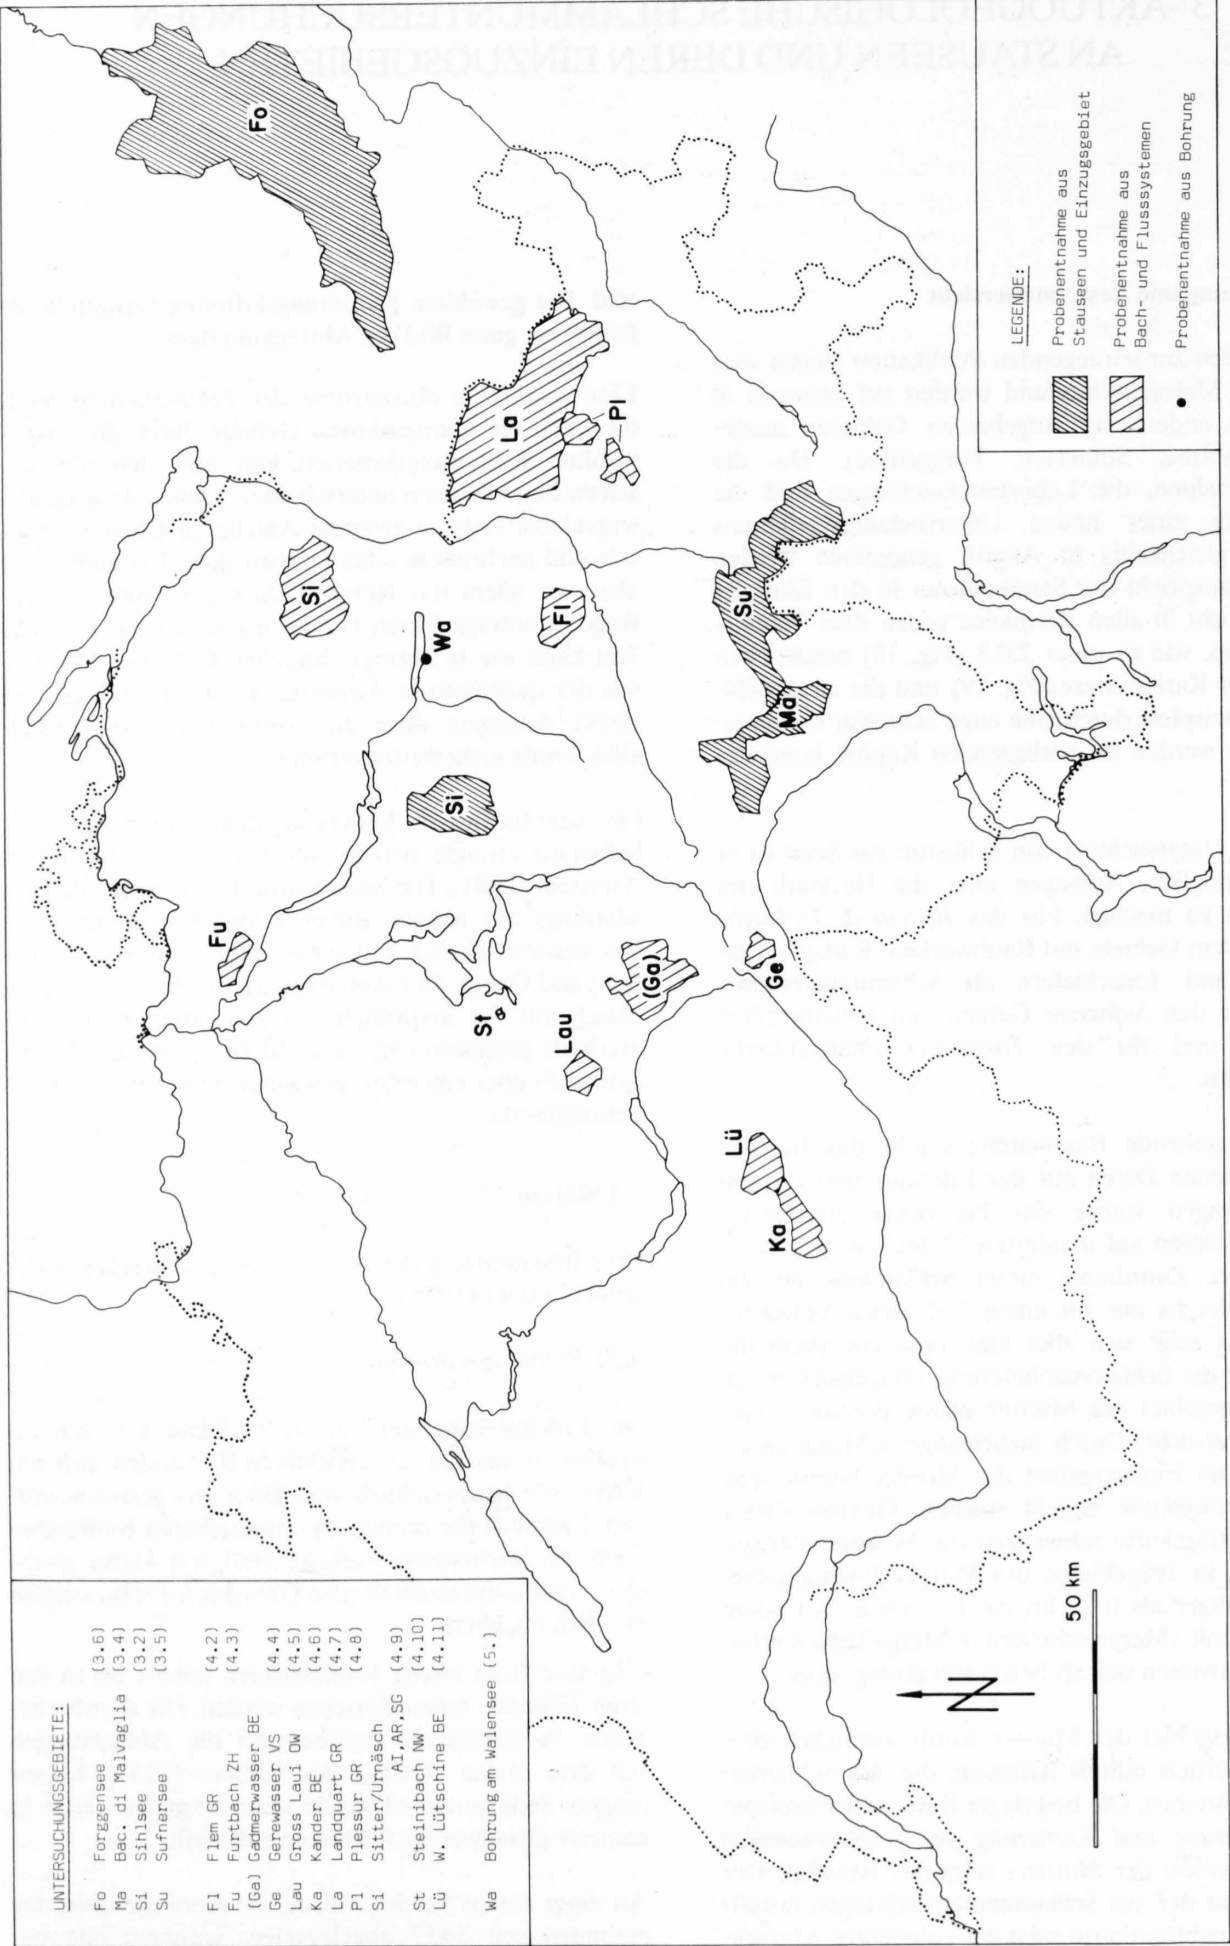 UNTERSUCHUNGSGEBIETE:
Fo Forggensee (3.6)
Ma Bac. di Malvaglia (3.4)
Si Sihlsee (3.2)
Su Sufnersee (3.5)
Fl Flem GR (4.2)
Fu Furtbach ZH (4.3)
(Ga) Gadmerwasser BE
Ge Gerewasser VS (4.4)
Lau Gross Laui OW (4.5)
Ka Kander BE (4.6)
La Landquart GR (4.7)
Pl Plessur GR (4.8)
Si Sitter/Urnäsch
AI,AR,SG (4.9)
St Steinibach NW (4.10)
Lü W. Lütschine BE (4.11)
Wa Bohrung am Walensee (5.)
Fo
La
Pl
Si
Wa
Fl
Su
Ma
Si
Fu
St
Lau
(Ga)
Ge
Lü
Ka
N
50 km
LEGENDE:
Probenentnahme aus
Stauseen und Einzugsgebiet
Probenentnahme aus
Bach- und Flusssystemen
Probenentnahme aus Bohrung